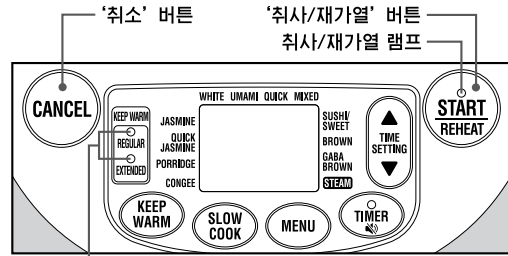 ‘취소’ 버튼
‘취사/재가열’ 버튼
취사/재가열 램프
CANCEL
START
REHEAT
WHITE UMAMI QUICK MIXED
KEEP WARM
REGULAR
EXTENDED
JASMINE
QUICK
JASMINE
PORRIDGE
CONGEE
SUSHI/
SWEET
BROWN
GABA
BROWN
STEAM
TIME
SETTING
KEEP
WARM
SLOW
COOK
MENU
TIMER